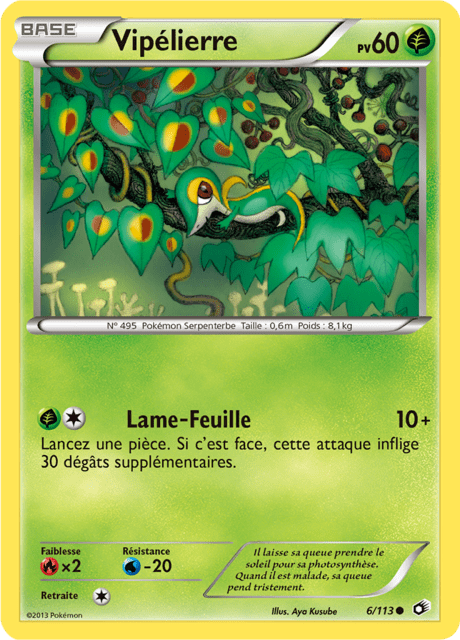 BASE
Vipélierre
PV60
N° 495 Pokémon Serpenterbe Taille : 0,6m Poids : 8,1kg
Lame-Feuille 10+
Lancez une pièce. Si c'est face, cette attaque inflige
30 dégâts supplémentaires.
Faiblesse Résistance
×2 -20
Retraite
Il laisse sa queue prendre le
soleil pour sa photosynthèse.
Quand il est malade, sa queue
pend tristement.
©2013 Pokémon Illus. Aya Kusube 6/113